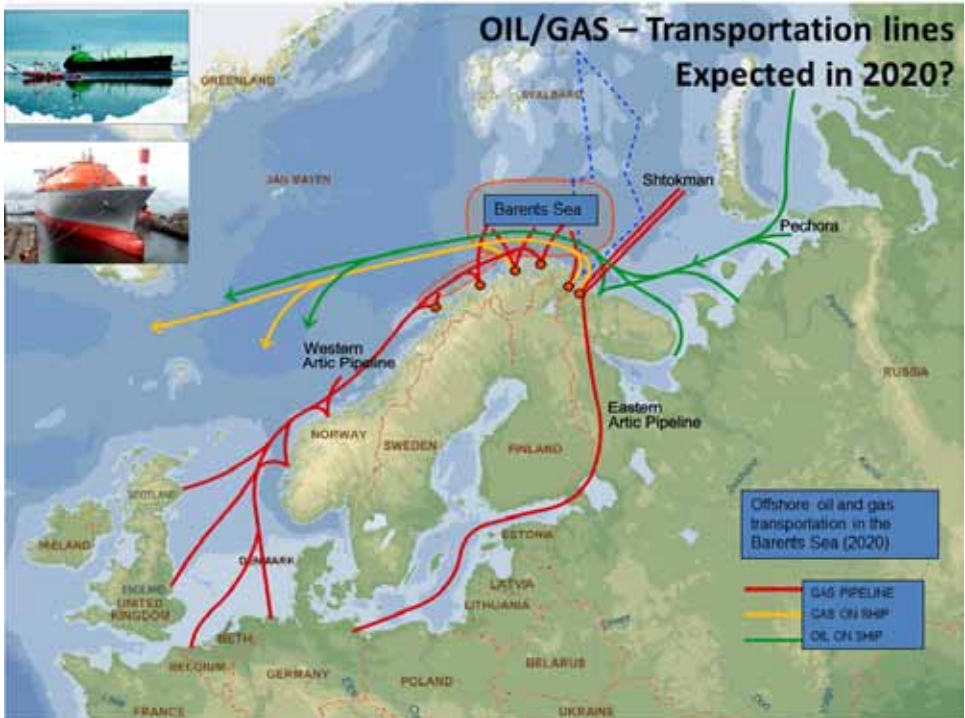 OIL/GAS – Transportation lines
Expected in 2020?
GREENLAND
SVALBARD
JAN MAYEN
Barents Sea
Shtokman
Pechora
Western
Artic Pipeline
RUSSIA
Eastern
Artic Pipeline
NORWAY
SWEDEN
FINLAND
SCOTLAND
Offshore oil and gas
transportation in the
Barents Sea (2020)
IRELAND
DENMARK
ESTONIA
ENGLAND
UNITED
KINGDOM
LATVIA
LITHUANIA
GAS PIPELINE
GAS ON SHIP
OIL ON SHIP
BETH.
BELGIUM
GERMANY
POLAND
BELARUS
FRANCE
UKRAINE